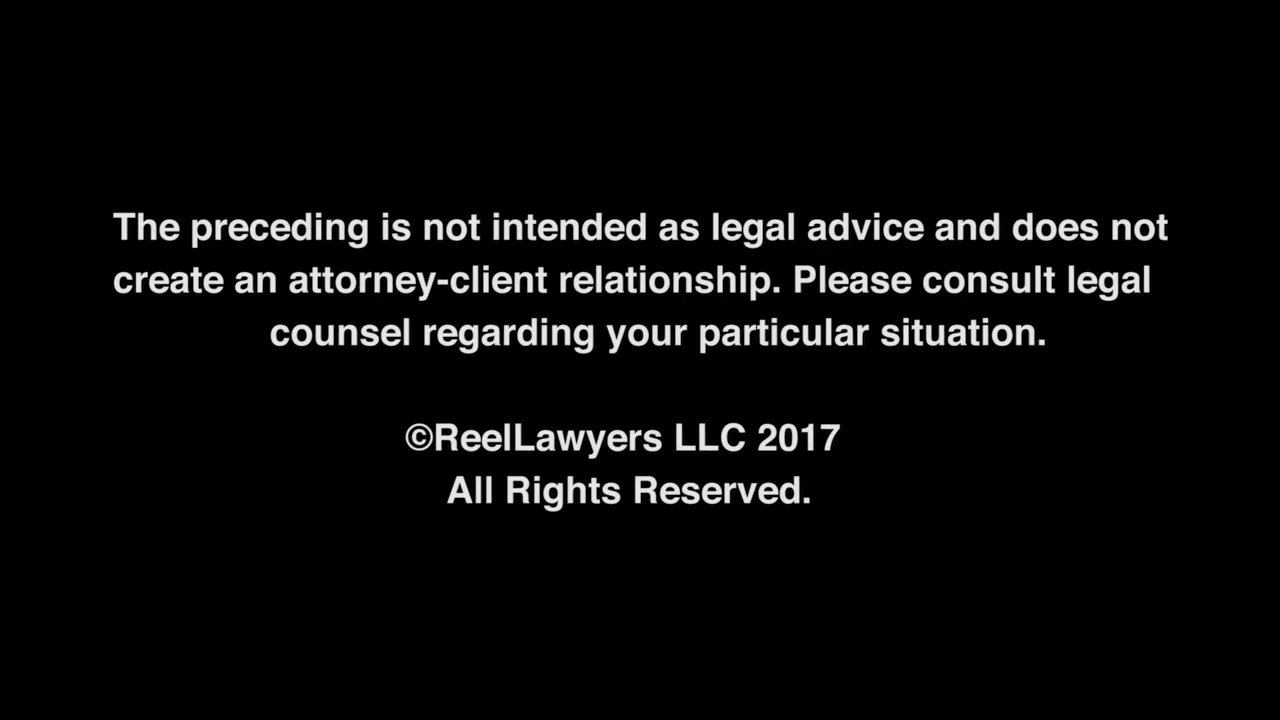 The preceding is not intended as legal advice and does not
create an attorney-client relationship. Please consult legal
counsel regarding your particular situation.
©ReelLawyers LLC 2017
All Rights Reserved.